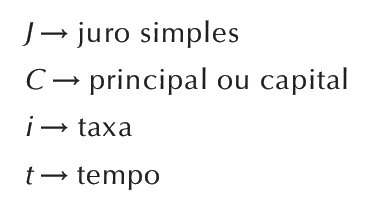 J → juro simples
C → principal ou capital
i → taxa
t → tempo